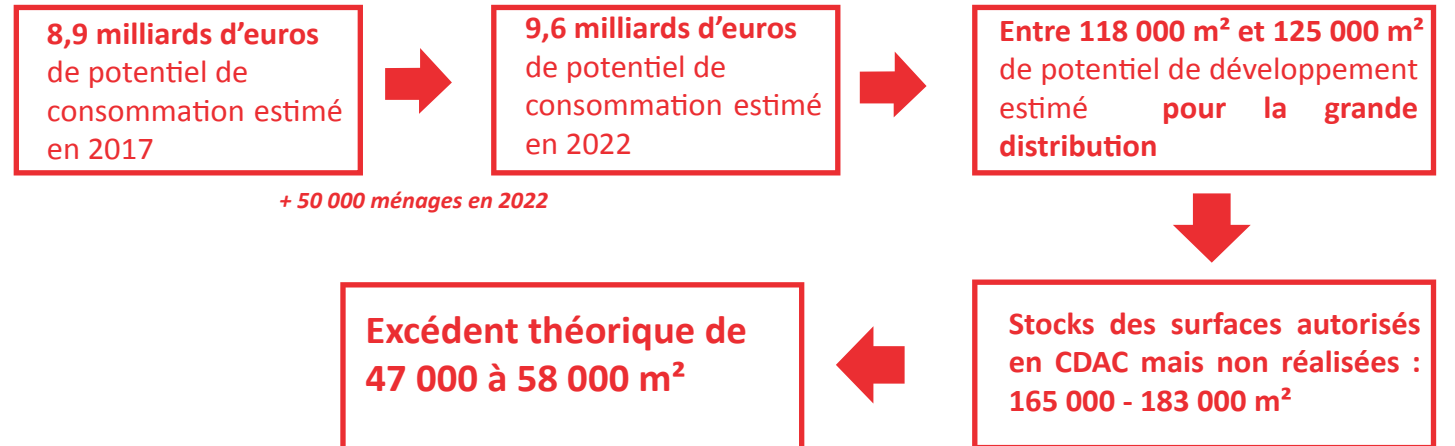 8,9 milliards d’euros
de potentiel de
consommation estimé
en 2017
9,6 milliards d’euros
de potentiel de
consommation estimé
en 2022
Entre 118 000 m² et 125 000 m²
de potentiel de développement
estimé pour la grande
distribution
+ 50 000 ménages en 2022
Stocks des surfaces autorisés
en CDAC mais non réalisées :
165 000 - 183 000 m²
Excédent théorique de
47 000 à 58 000 m²